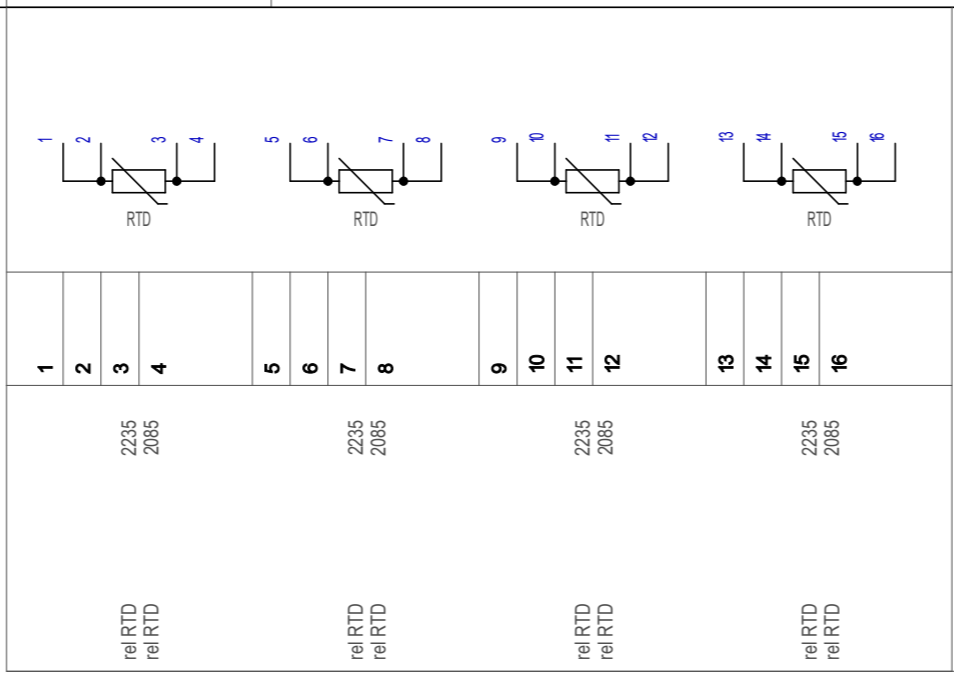 1 2 3 4 5 6 7 8 9 10 11 12 13 14 15 16
RTD RTD RTD RTD
1 2 3 4 5 6 7 8 9 10 11 12 13 14 15 16
2235 2235 2235 2235
2085 2085 2085 2085
rel RTD rel RTD rel RTD rel RTD
rel RTD rel RTD rel RTD rel RTD